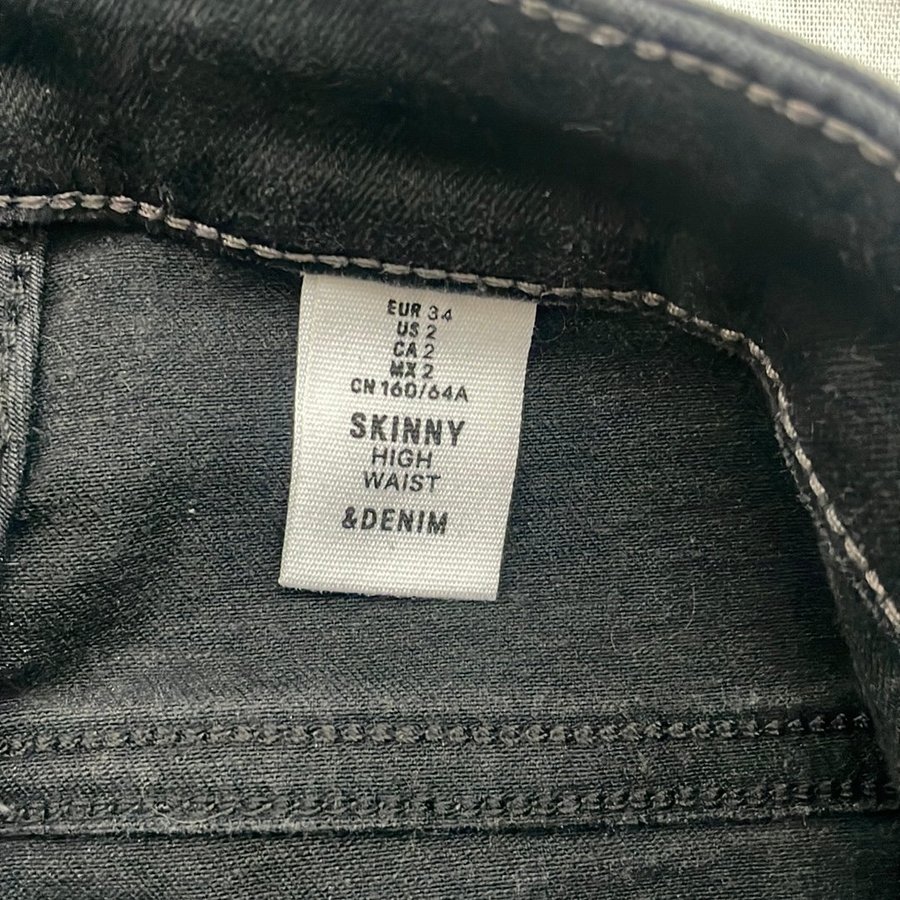 EUR 34
US 2
CA 2
MX 2
CN 160/64A
SKINNY
HIGH
WAIST
&DENIM